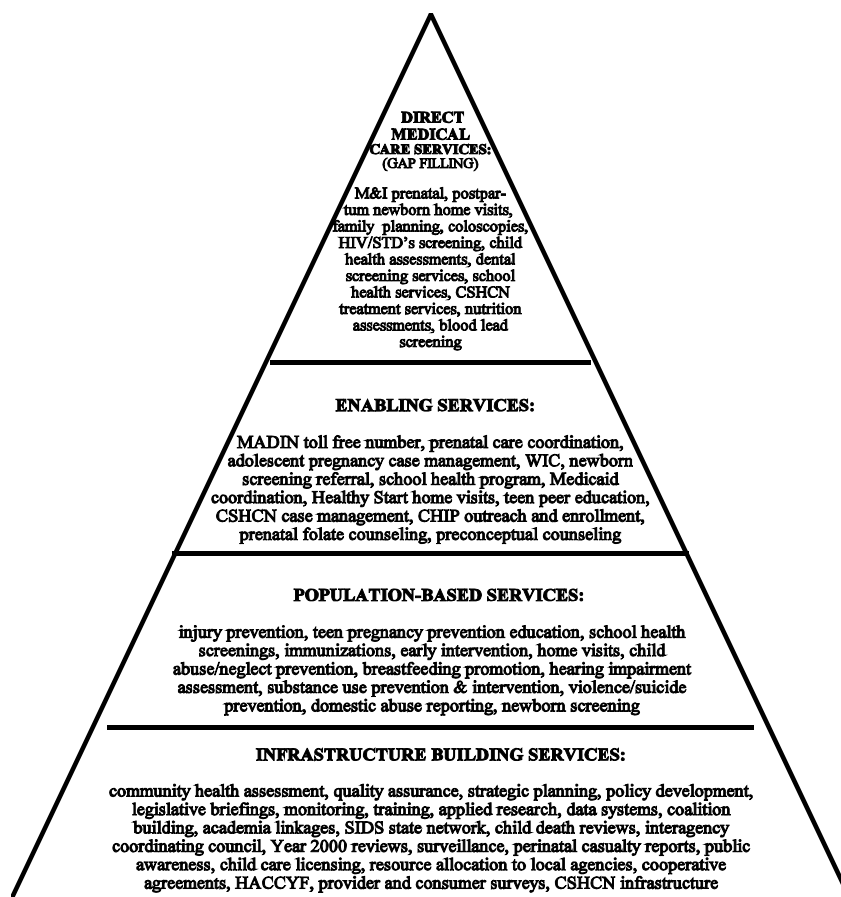 DIRECT
MEDICAL
CARE SERVICES:
(GAP FILLING)
M&I prenatal, postpar-
tum newborn home visits,
family planning, coloscopies,
HIV/STD's screening, child
health assessments, dental
screening services, school
health services, CSHCN
treatment services, nutrition
assessments, blood lead
screening
ENABLING SERVICES:
MADIN toll free number, prenatal care coordination,
adolescent pregnancy case management, WIC, newborn
screening referral, school health program, Medicaid
coordination, Healthy Start home visits, teen peer education,
CSHCN case management, CHIP outreach and enrollment,
prenatal folate counseling, preconceptual counseling
POPULATION-BASED SERVICES:
injury prevention, teen pregnancy prevention education, school health
screenings, immunizations, early intervention, home visits, child
abuse/neglect prevention, breastfeeding promotion, hearing impairment
assessment, substance use prevention & intervention, violence/suicide
prevention, domestic abuse reporting, newborn screening
INFRASTRUCTURE BUILDING SERVICES:
community health assessment, quality assurance, strategic planning, policy development,
legislative briefings, monitoring, training, applied research, data systems, coalition
building, academia linkages, SIDS state network, child death reviews, interagency
coordinating council, Year 2000 reviews, surveillance, perinatal casualty reports, public
awareness, child care licensing, resource allocation to local agencies, cooperative
agreements, HACCYF, provider and consumer surveys, CSHCN infrastructure